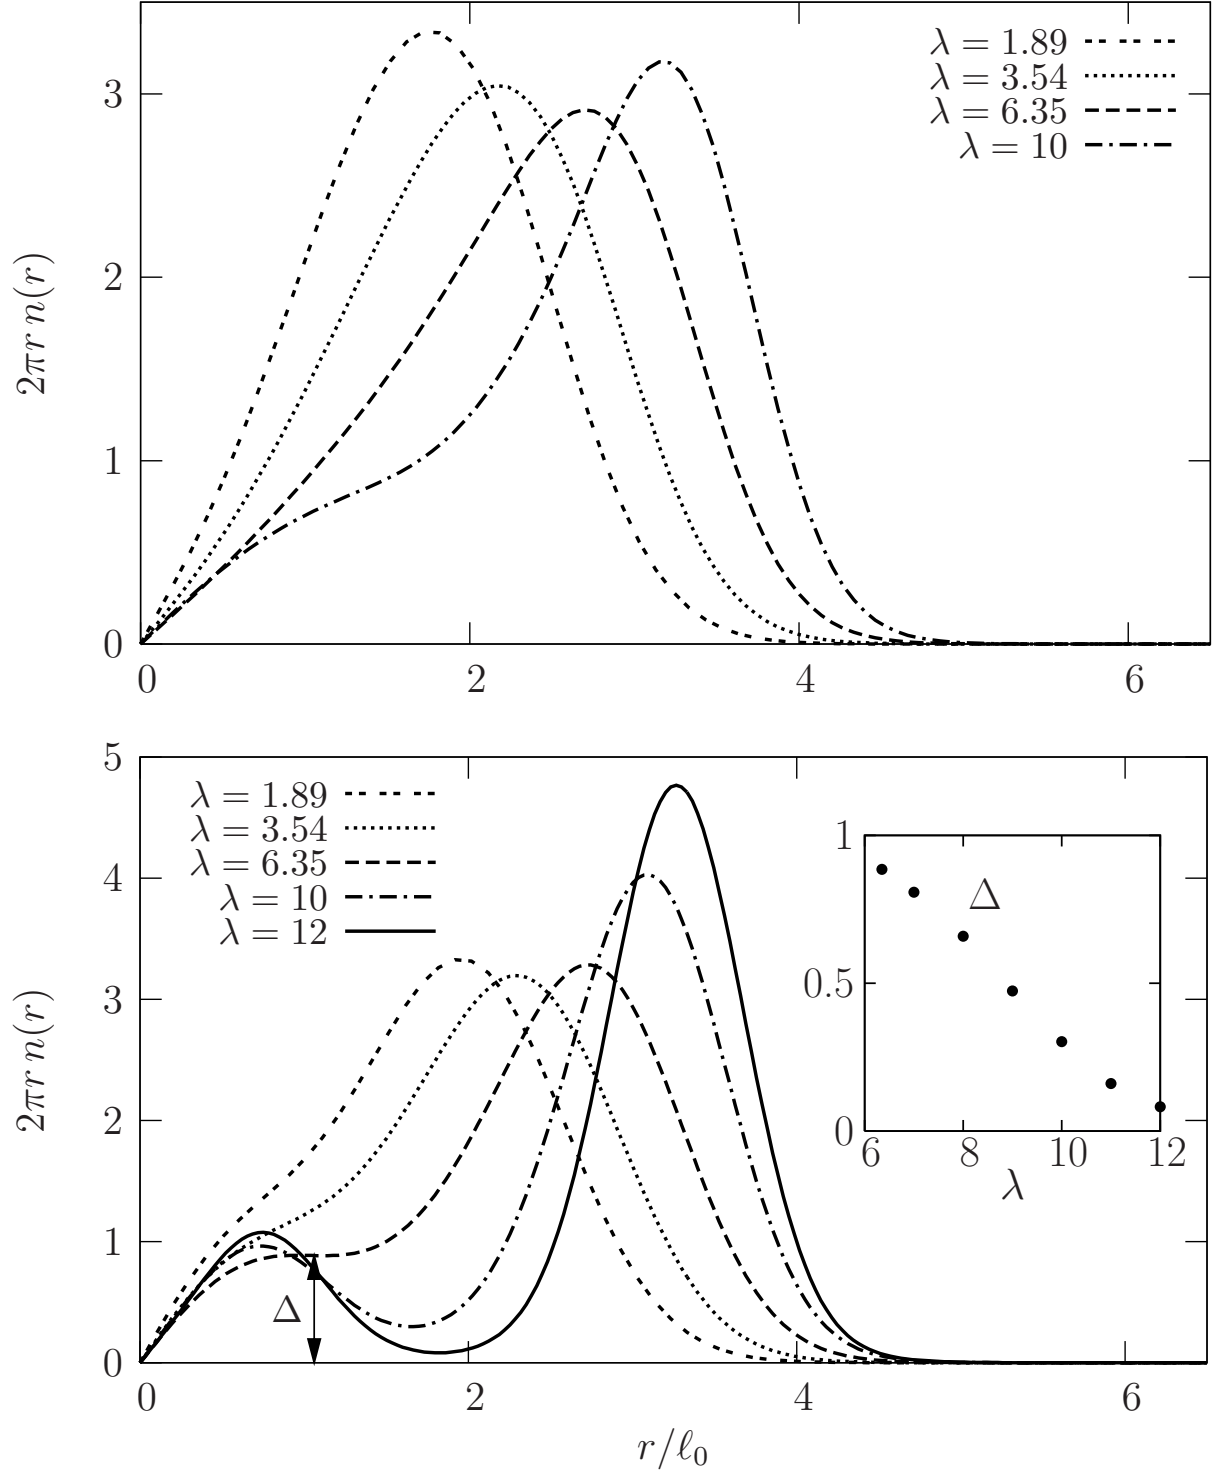 λ = 1.89
λ = 3.54
λ = 6.35
λ = 10
3
2
1
0
2πr n(r)
0 2 4 6
5
4
3
2
1
0
2πr n(r)
λ = 1.89
λ = 3.54
λ = 6.35
λ = 10
λ = 12
Δ
1
0.5
0
Δ
6 8 10 12
λ
0 2 4 6
r/ℓ₀